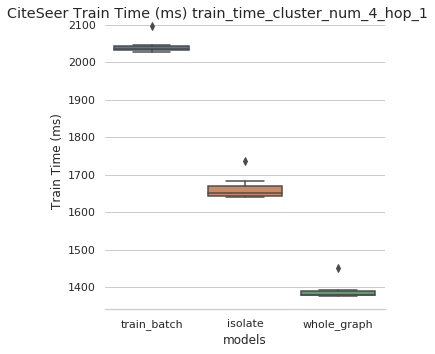 CiteSeer Train Time (ms) train_time_cluster_num_4_hop_1
2100
2000
1900
1800
1700
1600
1500
1400
Train Time (ms)
train_batch isolate whole_graph
models